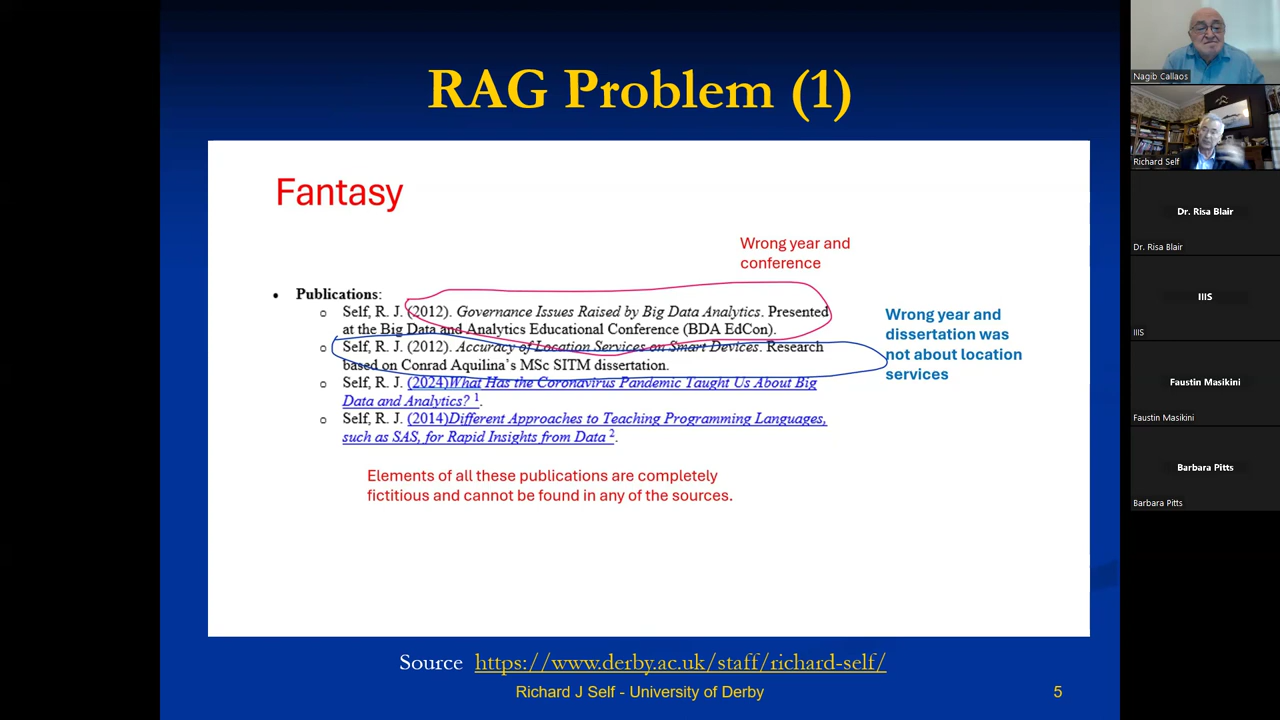 RAG Problem (1)
Fantasy
Wrong year and
conference
• Publications:
o Self, R. J. (2012). Governance Issues Raised by Big Data Analytics. Presented
at the Big Data and Analytics Educational Conference (BDA EdCon).
o Self, R. J. (2012). Accuracy of Location Services on Smart Devices. Research
based on Conrad Aquilina’s MSc SITM dissertation.
o Self, R. J. (2024)What Has the Coronavirus Pandemic Taught Us About Big
Data and Analytics? 1.
o Self, R. J. (2014)Different Approaches to Teaching Programming Languages,
such as SAS, for Rapid Insights from Data 2.
Wrong year and
dissertation was
not about location
services
Elements of all these publications are completely
fictitious and cannot be found in any of the sources.
Source https://www.derby.ac.uk/staff/richard-self/
Richard J Self - University of Derby
5
Nagib Callaos
Richard Self
Dr. Risa Blair
Dr. Risa Blair
IIIS
IIIS
Faustin Masikini
Faustin Masikini
Barbara Pitts
Barbara Pitts